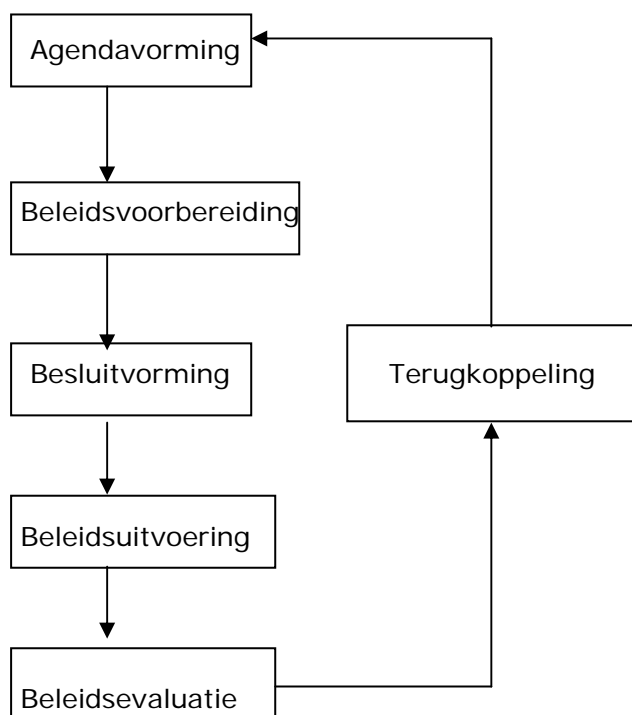 Agendavorming
Beleidsvoorbereiding
Besluitvorming
Terugkoppeling
Beleidsuitvoering
Beleidsevaluatie